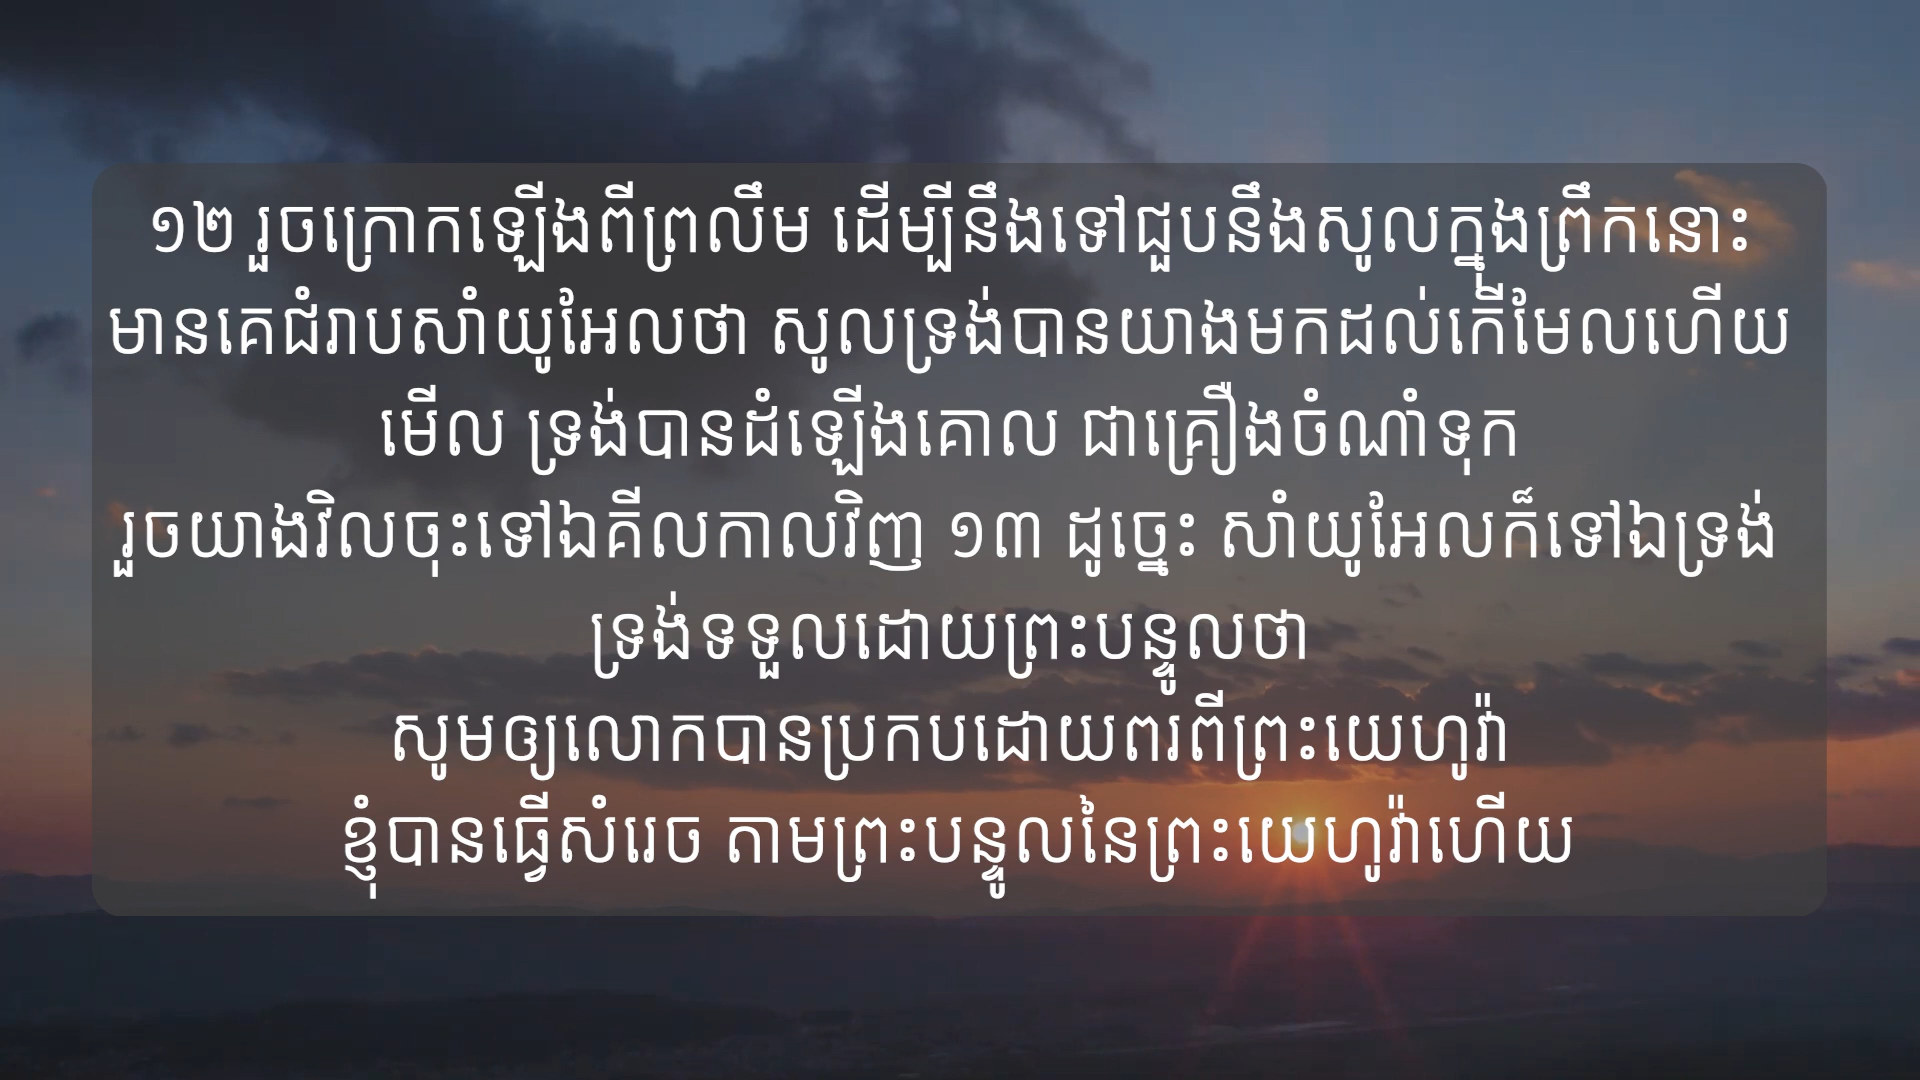 ១២ រួចក្រោកឡើងពីព្រលឹម ដើម្បីនឹងទៅជួបនឹងសូលក្នុងព្រឹកនោះ
មានគេជំរាបសាំយូអែលថា សូលទ្រង់បានយាងមកដល់កើមែលហើយ
មើល ទ្រង់បានដំឡើងគោល ជាគ្រឿងចំណាំទុក
រួចយាងវិលចុះទៅឯគីលកាលវិញ ១៣ ដូច្នេះ សាំយូអែលក៏ទៅឯទ្រង់
ទ្រង់ទទួលដោយព្រះបន្ទូលថា
សូមឲ្យលោកបានប្រកបដោយពរពីព្រះយេហូវ៉ា
ខ្ញុំបានធ្វើសំរេច តាមព្រះបន្ទូលនៃព្រះយេហូវ៉ាហើយ